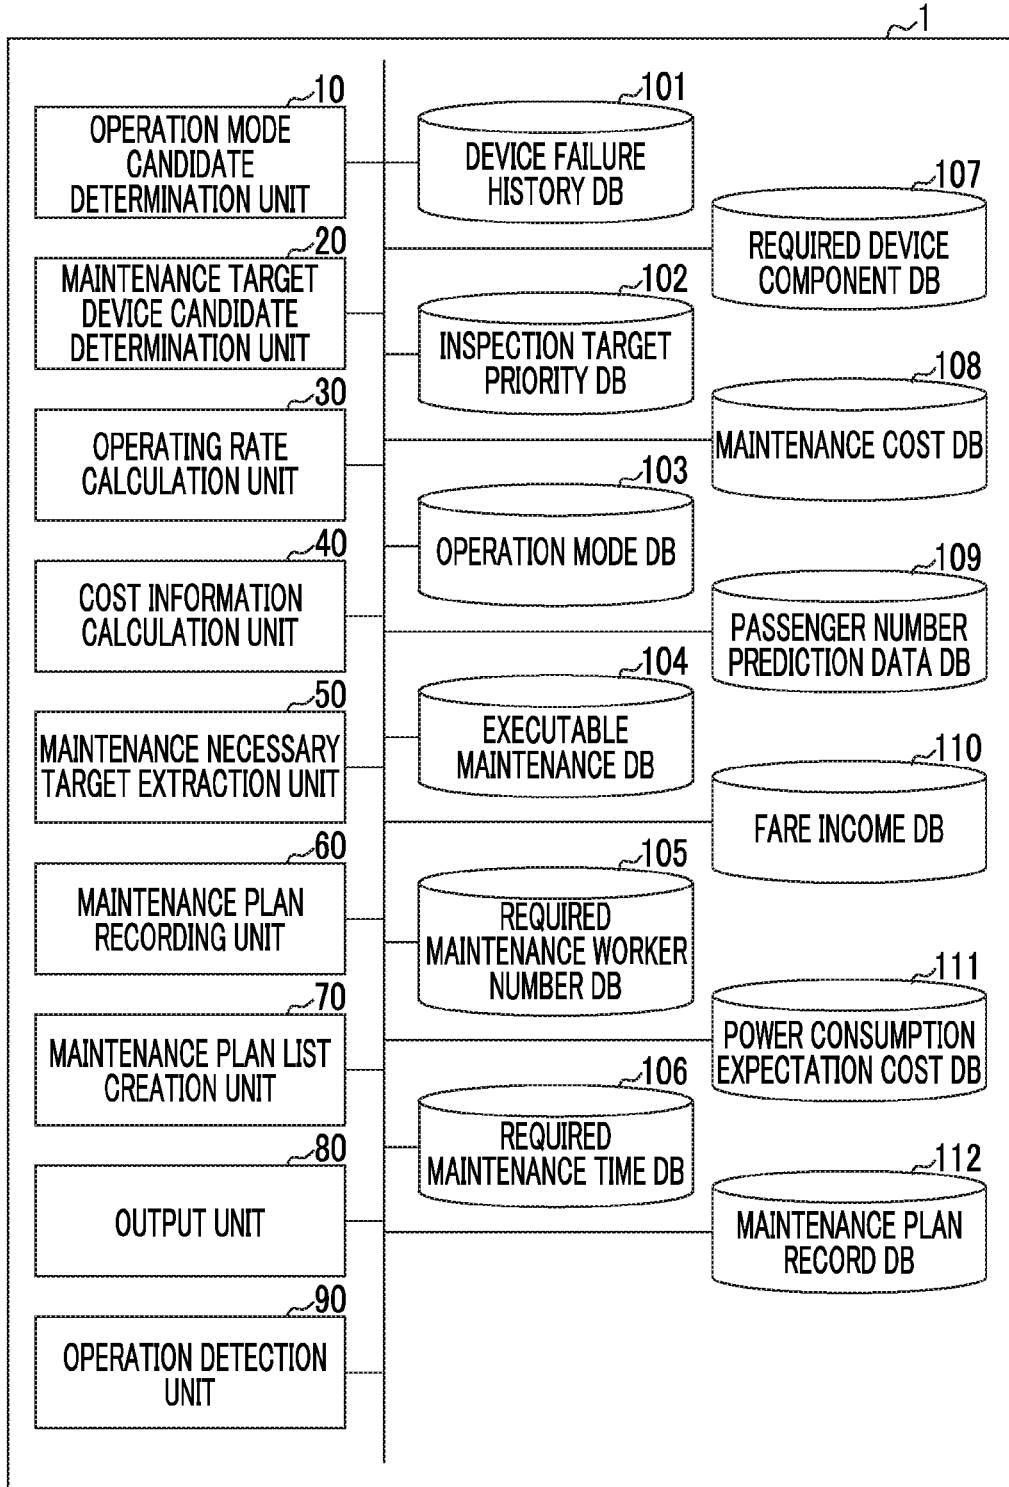 1
10
OPERATION MODE
CANDIDATE
DETERMINATION UNIT
20
MAINTENANCE TARGET
DEVICE CANDIDATE
DETERMINATION UNIT
30
OPERATING RATE
CALCULATION UNIT
40
COST INFORMATION
CALCULATION UNIT
50
MAINTENANCE NECESSARY
TARGET EXTRACTION UNIT
60
MAINTENANCE PLAN
RECORDING UNIT
70
MAINTENANCE PLAN LIST
CREATION UNIT
80
OUTPUT UNIT
90
OPERATION DETECTION
UNIT
101
DEVICE FAILURE
HISTORY DB
102
INSPECTION TARGET
PRIORITY DB
103
OPERATION MODE DB
104
EXECUTABLE
MAINTENANCE DB
105
REQUIRED
MAINTENANCE WORKER
NUMBER DB
106
REQUIRED
MAINTENANCE TIME DB
107
REQUIRED DEVICE
COMPONENT DB
108
MAINTENANCE COST DB
109
PASSENGER NUMBER
PREDICTION DATA DB
110
FARE INCOME DB
111
POWER CONSUMPTION
EXPECTATION COST DB
112
MAINTENANCE PLAN
RECORD DB